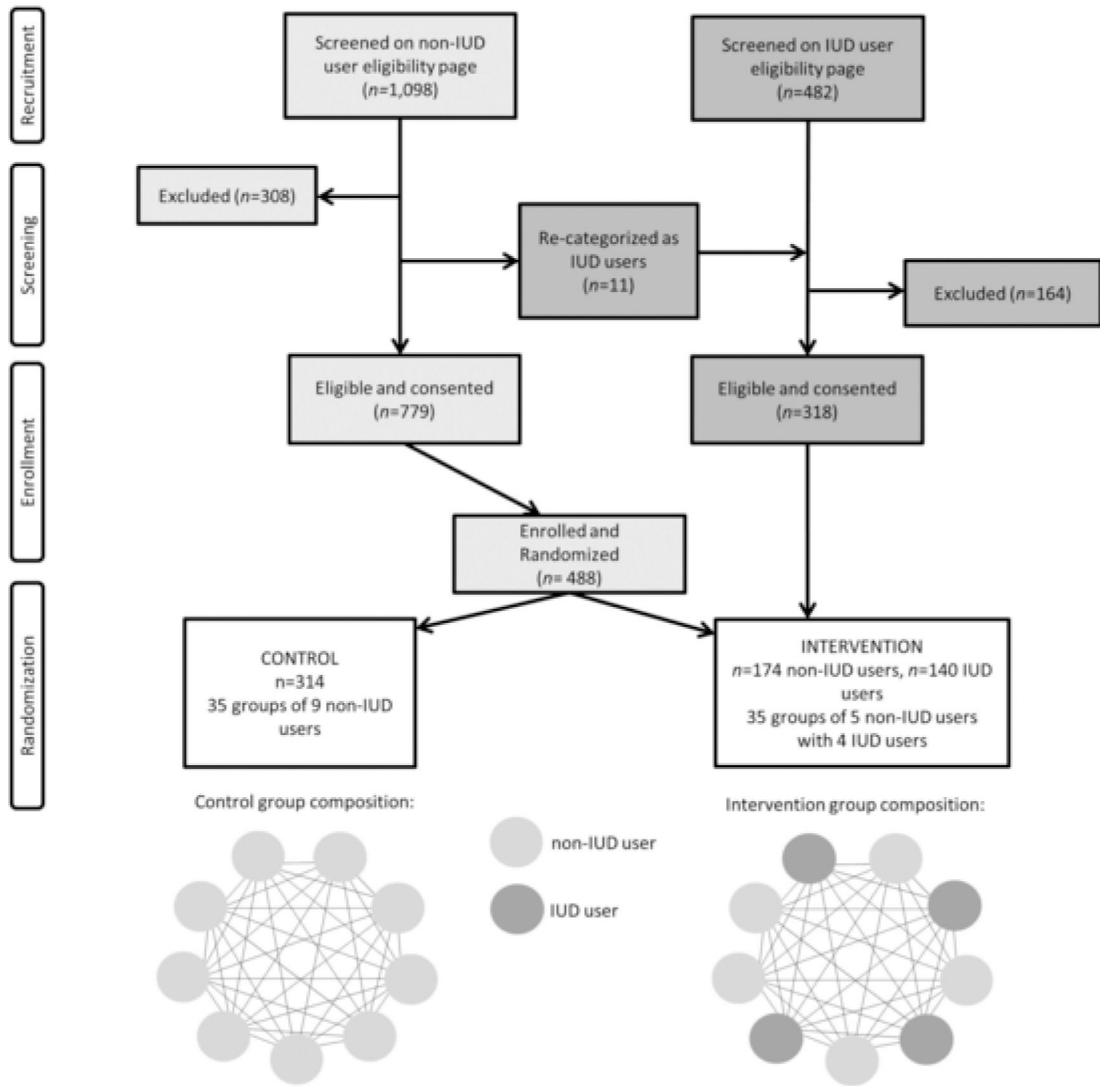 Recruitment
Screened on non-IUD
user eligibility page
(n=1,098)
Screened on IUD user
eligibility page
(n=482)
Screening
Excluded (n=308)
Re-categorized as
IUD users
(n=11)
Excluded (n=164)
Enrollment
Eligible and consented
(n=779)
Eligible and consented
(n=318)
Enrolled and
Randomized
(n= 488)
Randomization
CONTROL
n=314
35 groups of 9 non-IUD
users
INTERVENTION
n=174 non-IUD users, n=140 IUD
users
35 groups of 5 non-IUD users
with 4 IUD users
Control group composition:
non-IUD user
IUD user
Intervention group composition: